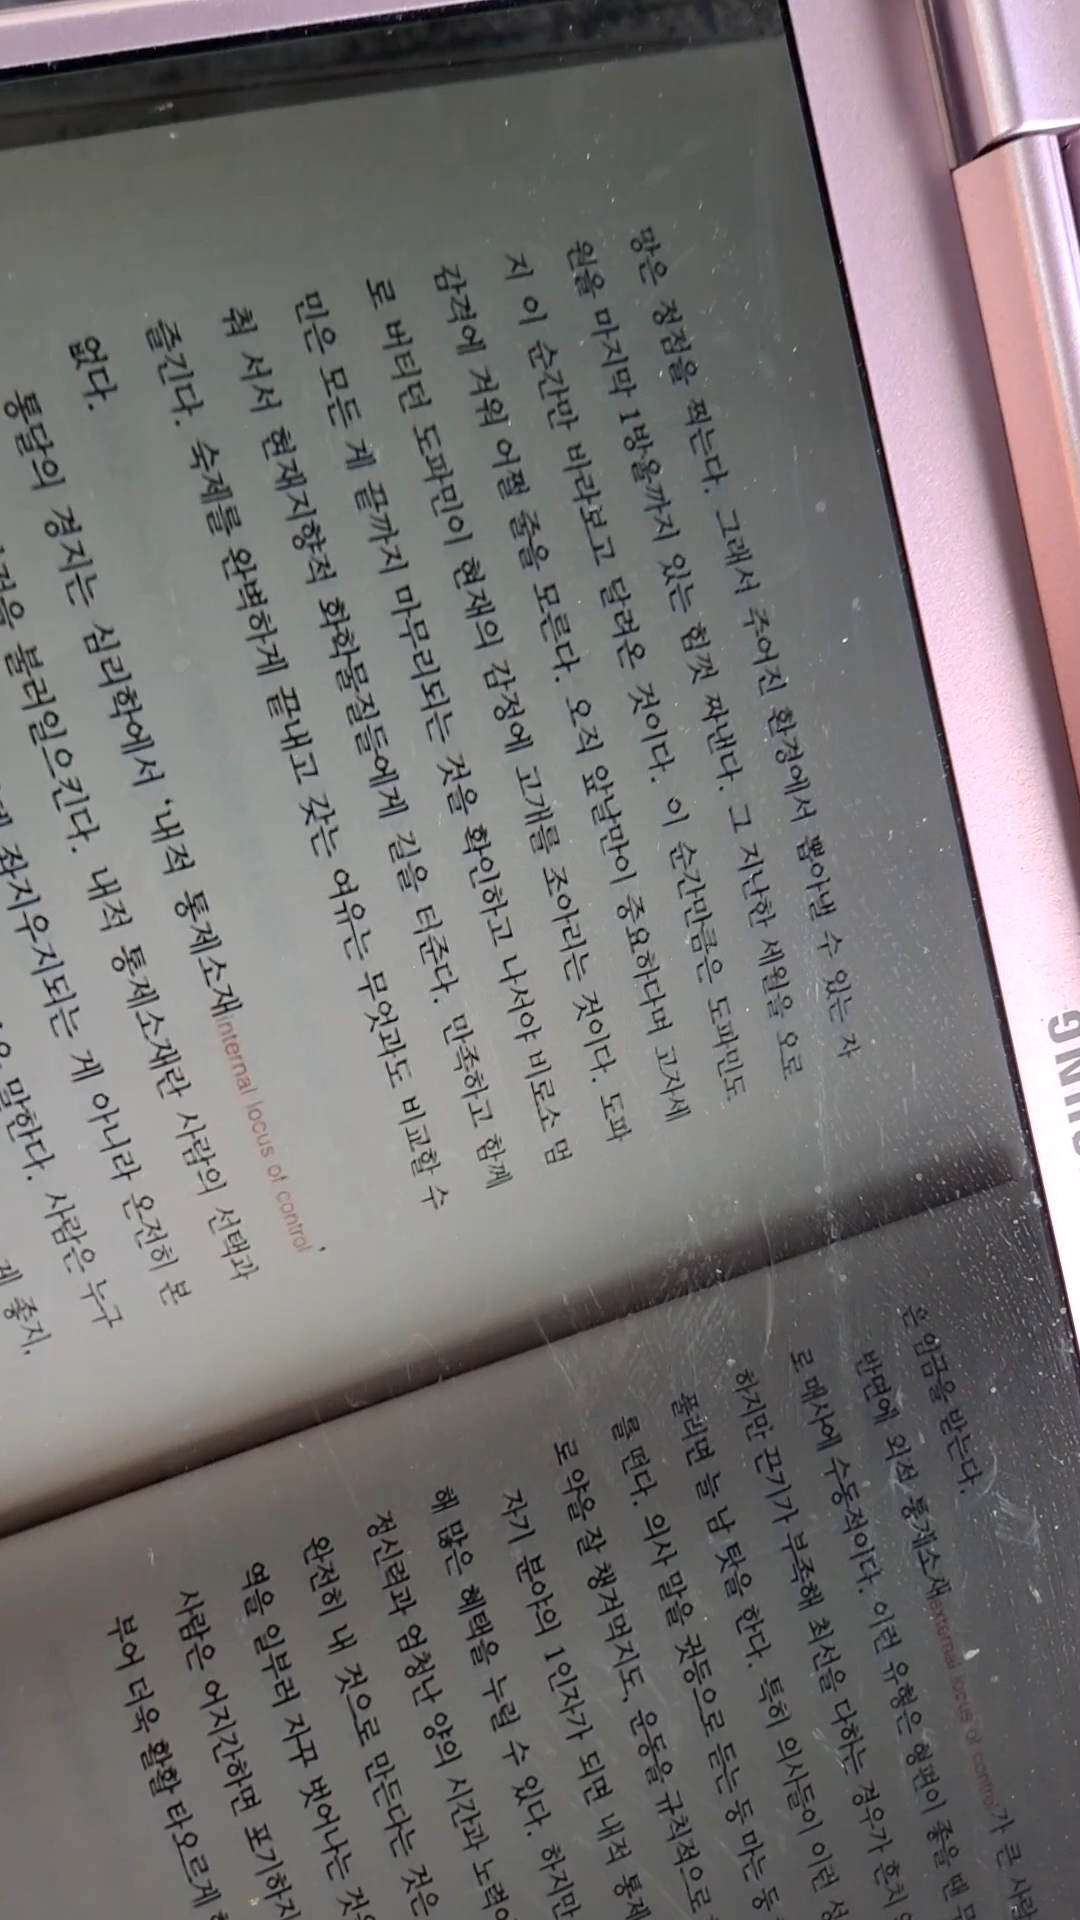 망은 정점을 찍는다. 그래서 주어진 환경에서 뽑아낼 수 있는 자
원을 마지막 1방울까지 있는 힘껏 짜낸다. 그 지난한 세월을 오로
지 이 순간만 바라보고 달려온 것이다. 이 순간만큼은 도파민도
감격에 겨워 어쩔 줄을 모른다. 오직 앞날만이 중요하다며 고자세
로 버티던 도파민이 현재의 감정에 고개를 조아리는 것이다. 도파
민은 모든 게 끝까지 마무리되는 것을 확인하고 나서야 비로소 멈
춰 서서 현재지향적 화학물질들에게 길을 터준다. 만족하고 함께
즐긴다. 숙제를 완벽하게 끝내고 갖는 여유는 무엇과도 비교할 수
없다.
통달의 경지는 심리학에서 '내적 통제소재internal locus of control'
불러일으킨다. 내적 통제소재란 사람의 선택과
좌지우지되는 게 아니라 온전히 본
말한다. 사람은 누구
게 좋지.
은 임금을 받는다.
반면에 외적 통제소재external locus of control가 큰 사람
로 매사에 수동적이다. 이런 유형은 형편이 좋을 땐
하지만 끈기가 부족해 최선을 다하는 경우가 흔치
풀리면 늘 남 탓을 한다. 특히 의사들이 이런 성
를 떤다. 의사 말을 귓등으로 듣는 둥 마는 둥
로 약을 잘 챙겨먹지도, 운동을 규칙적으로
자기 분야의 1인자가 되면 내적 통제
해 많은 혜택을 누릴 수 있다. 하지만
정신력과 엄청난 양의 시간과 노력이
완전히 내 것으로 만든다는 것은
역을 일부러 자꾸 벗어나는
사람은 어지간하면 포기하지
부어 더욱 활활 타오르게